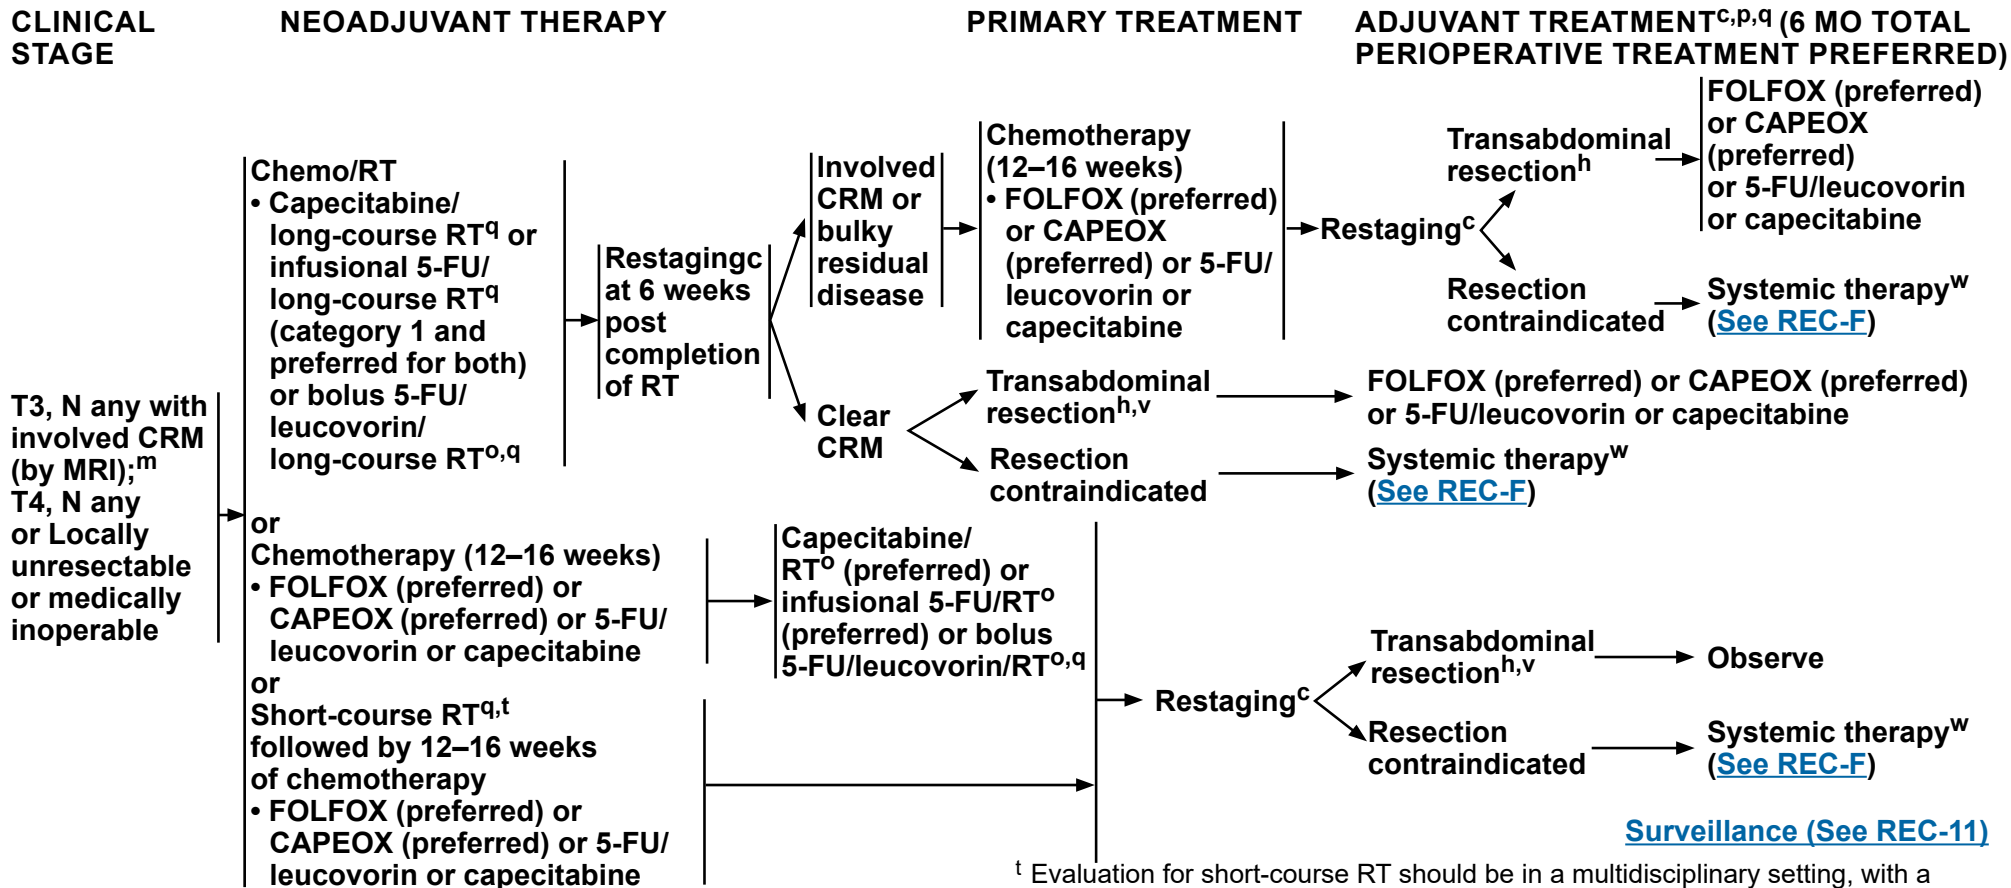 CLINICAL
STAGE
NEOADJUVANT THERAPY
PRIMARY TREATMENT
ADJUVANT TREATMENTc,p,q (6 MO TOTAL
PERIOPERATIVE TREATMENT PREFERRED)
T3, N any with
involved CRM
(by MRI);m
T4, N any
or Locally
unresectable
or medically
inoperable
Chemo/RT
• Capecitabine/
long-course RTq or
infusional 5-FU/
long-course RTq
(category 1 and
preferred for both)
or bolus 5-FU/
leucovorin/
long-course RTo,q
Restagingc
at 6 weeks
post
completion
of RT
Involved
CRM or
bulky
residual
disease
Chemotherapy
(12–16 weeks)
• FOLFOX (preferred)
or CAPEOX
(preferred) or 5-FU/
leucovorin or
capecitabine
Restagingc
Transabdominal
resectionh
FOLFOX (preferred)
or CAPEOX
(preferred)
or 5-FU/leucovorin
or capecitabine
Resection
contraindicated
Systemic therapyw
(See REC-F)
Clear
CRM
Transabdominal
resectionh,v
FOLFOX (preferred) or CAPEOX (preferred)
or 5-FU/leucovorin or capecitabine
Resection
contraindicated
Systemic therapyw
(See REC-F)
or
Chemotherapy (12–16 weeks)
• FOLFOX (preferred) or
CAPEOX (preferred) or 5-FU/
leucovorin or capecitabine
Capecitabine/
RTo (preferred) or
infusional 5-FU/RTo
(preferred) or bolus
5-FU/leucovorin/RTo,q
or
Short-course RTq,t
followed by 12–16 weeks
of chemotherapy
• FOLFOX (preferred) or
CAPEOX (preferred) or 5-FU/
leucovorin or capecitabine
Restagingc
Transabdominal
resectionh,v
Observe
Resection
contraindicated
Systemic therapyw
(See REC-F)
Surveillance (See REC-11)
t Evaluation for short-course RT should be in a multidisciplinary setting, with a